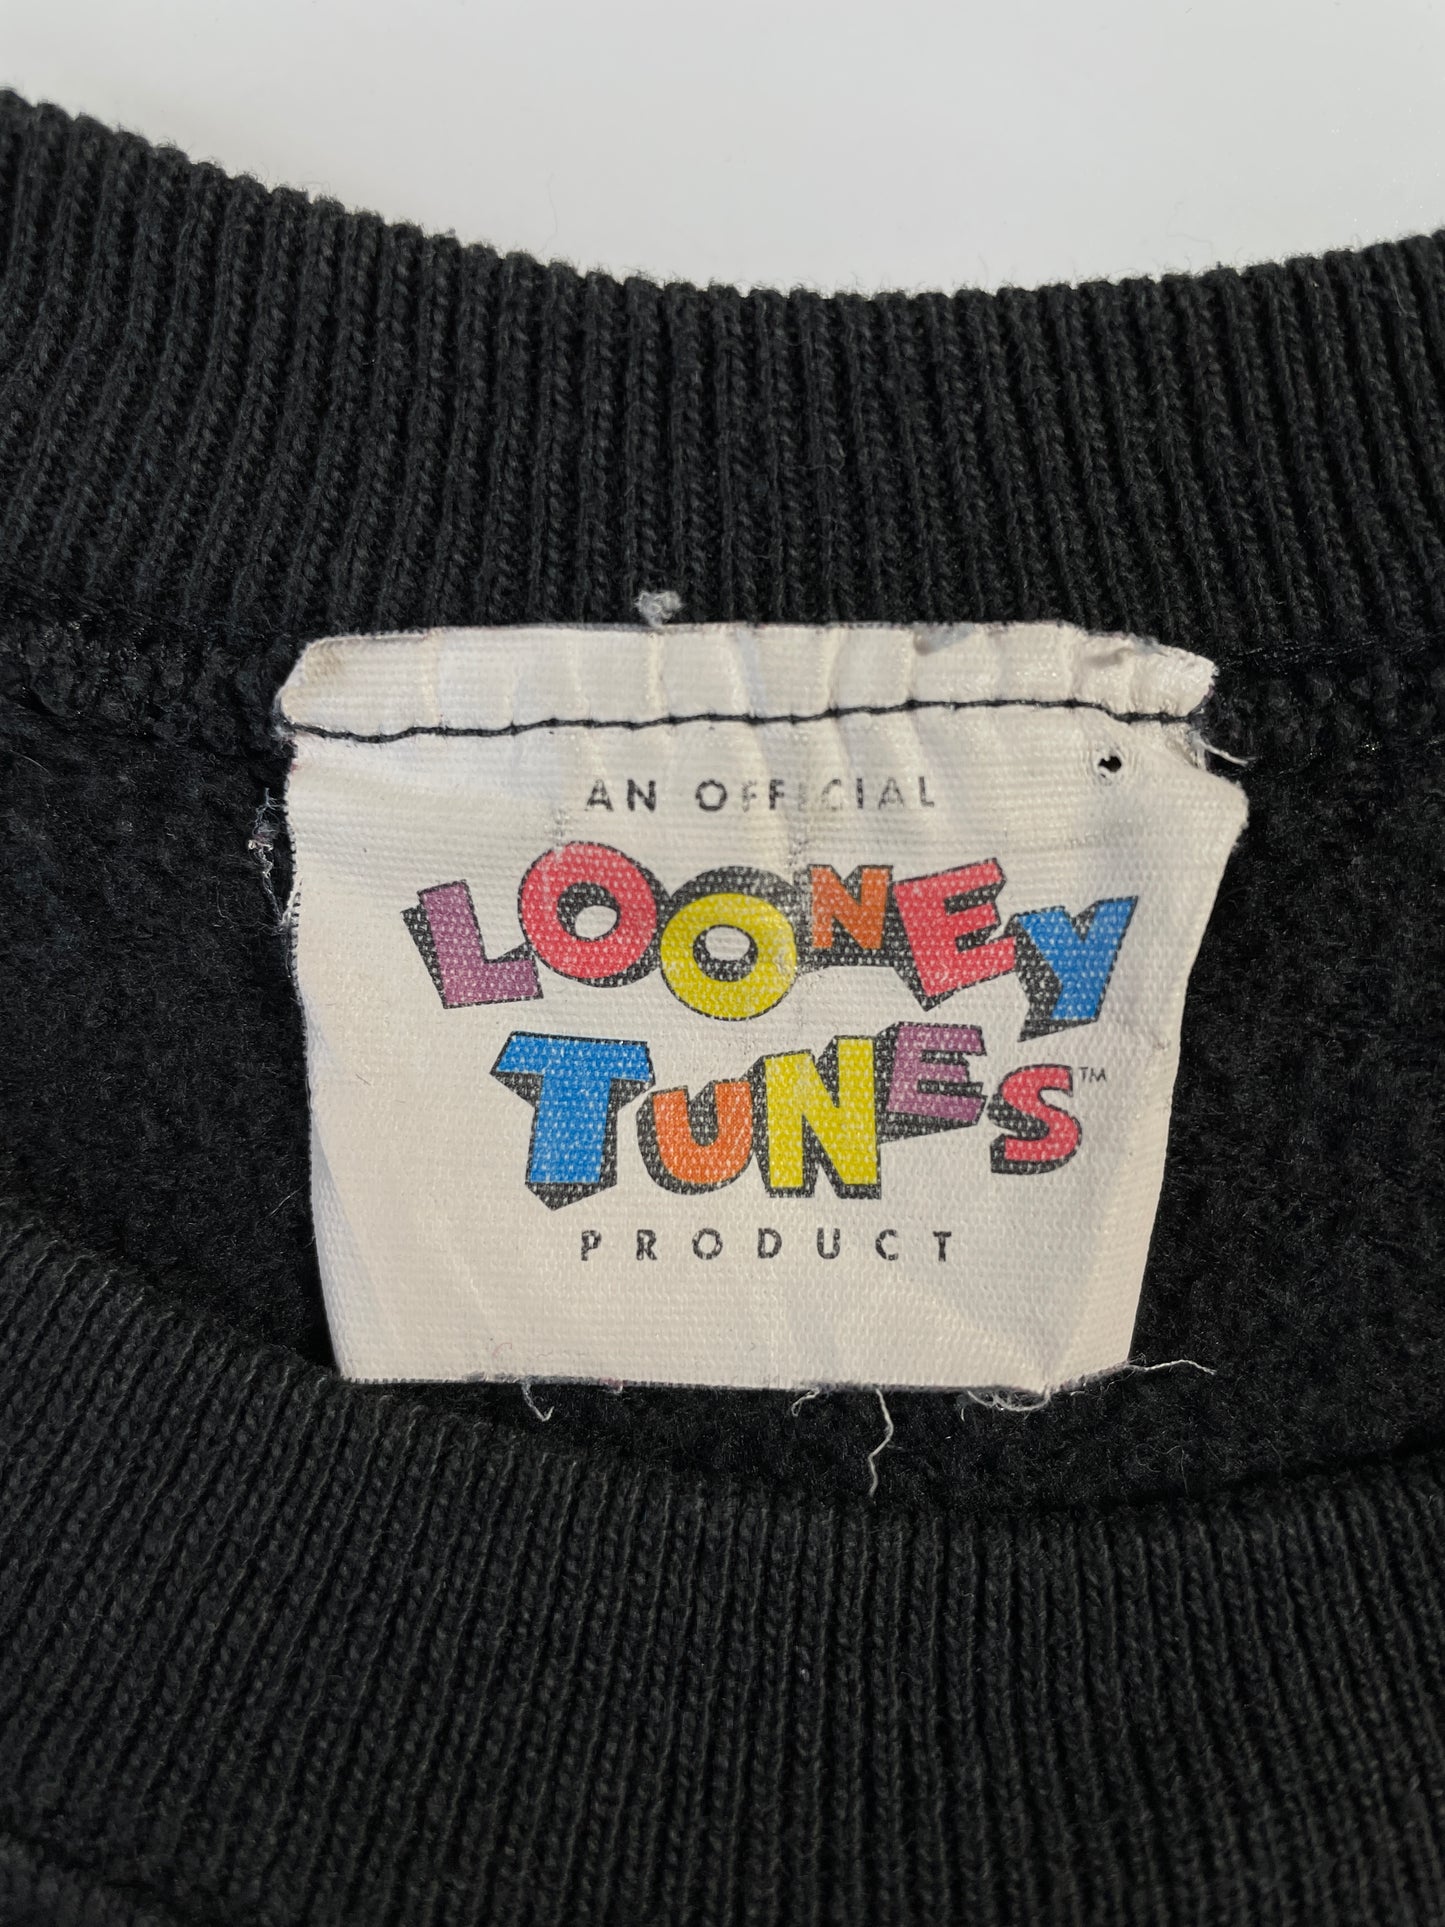 AN OFFICIAL
LOONEY
TUNES™
PRODUCT